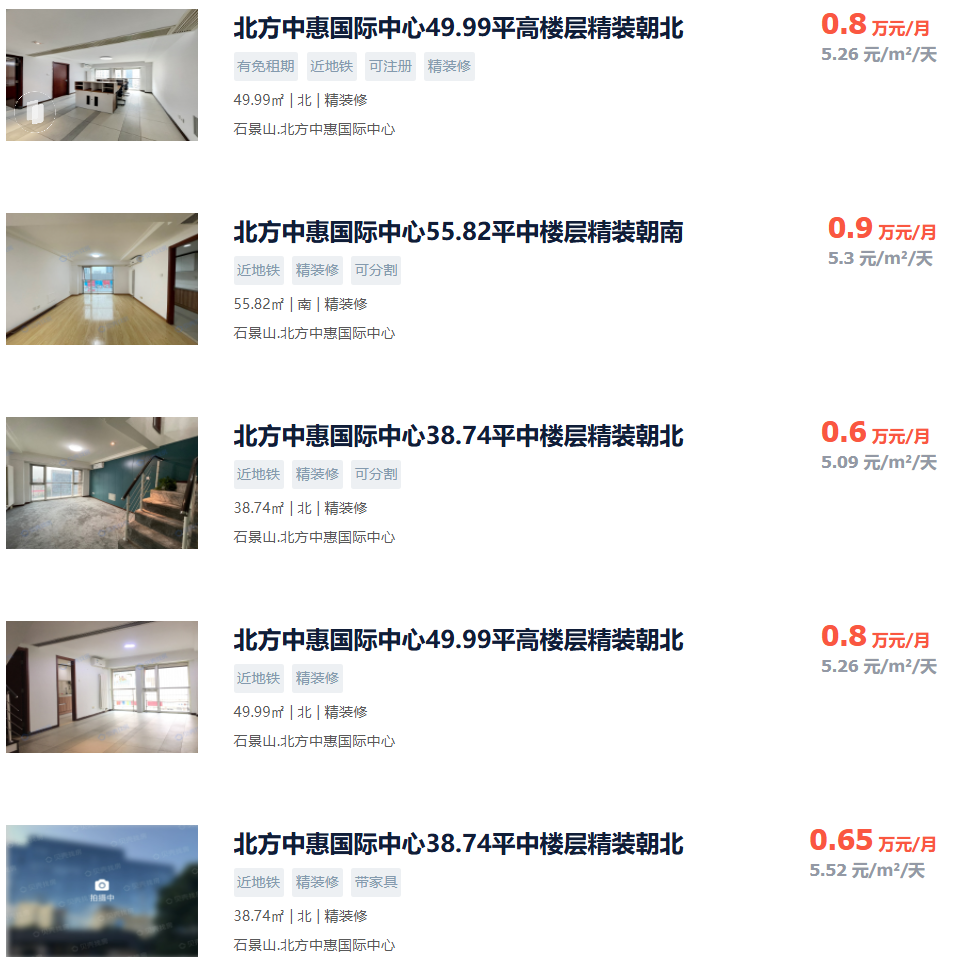 北方中惠国际中心49.99平高楼层精装朝北
0.8 万元/月
有免租期 近地铁 可注册 精装修
5.26 元/m²/天
49.99㎡ | 北 | 精装修
石景山.北方中惠国际中心
北方中惠国际中心55.82平中楼层精装朝南
0.9 万元/月
近地铁 精装修 可分割
5.3 元/m²/天
55.82㎡ | 南 | 精装修
石景山.北方中惠国际中心
北方中惠国际中心38.74平中楼层精装朝北
0.6 万元/月
近地铁 精装修 可分割
5.09 元/m²/天
38.74㎡ | 北 | 精装修
石景山.北方中惠国际中心
北方中惠国际中心49.99平高楼层精装朝北
0.8 万元/月
近地铁 精装修
5.26 元/m²/天
49.99㎡ | 北 | 精装修
石景山.北方中惠国际中心
北方中惠国际中心38.74平中楼层精装朝北
0.65 万元/月
近地铁 精装修 带家具
5.52 元/m²/天
拍摄中
38.74㎡ | 北 | 精装修
石景山.北方中惠国际中心